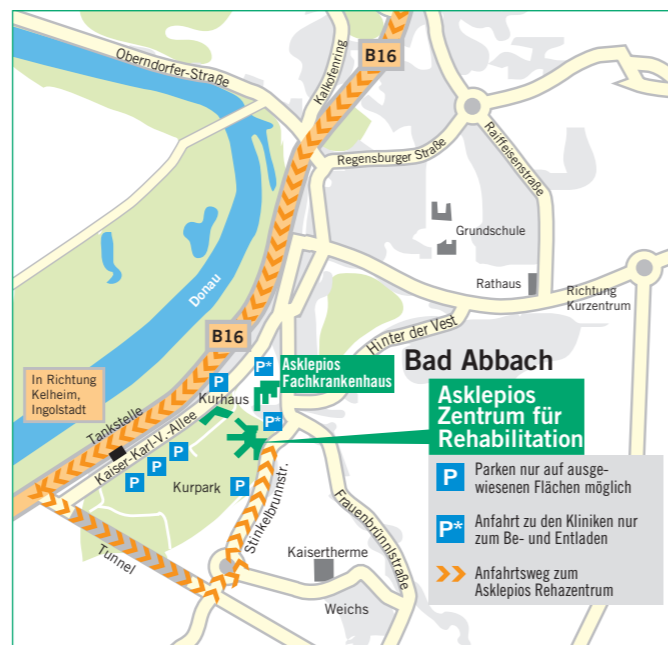 Oberndorfer-Straße
B16
Kalkofenring
Regensburger Straße
Raiffeisenstraße
Grundschule
Donau
Rathaus
Richtung
Kurzentrum
B16
Hinter der Vest
In Richtung
Kelheim,
Ingolstadt
P*
Asklepios
Fachkrankenhaus
Bad Abbach
P
Kurhaus
Tankstelle
Kaiser-Karl-V.-Allee
P*
Asklepios
Zentrum für
Rehabilitation
P
P
P
Kurpark
P
Stinkelbrunnstr.
Frauenbrünnlstraße
Tunnel
Kaisertherme
Weichs
P
Parken nur auf ausge-
wiesenen Flächen möglich
P*
Anfahrt zu den Kliniken nur
zum Be- und Entladen
Anfahrtsweg zum
Asklepios Rehazentrum